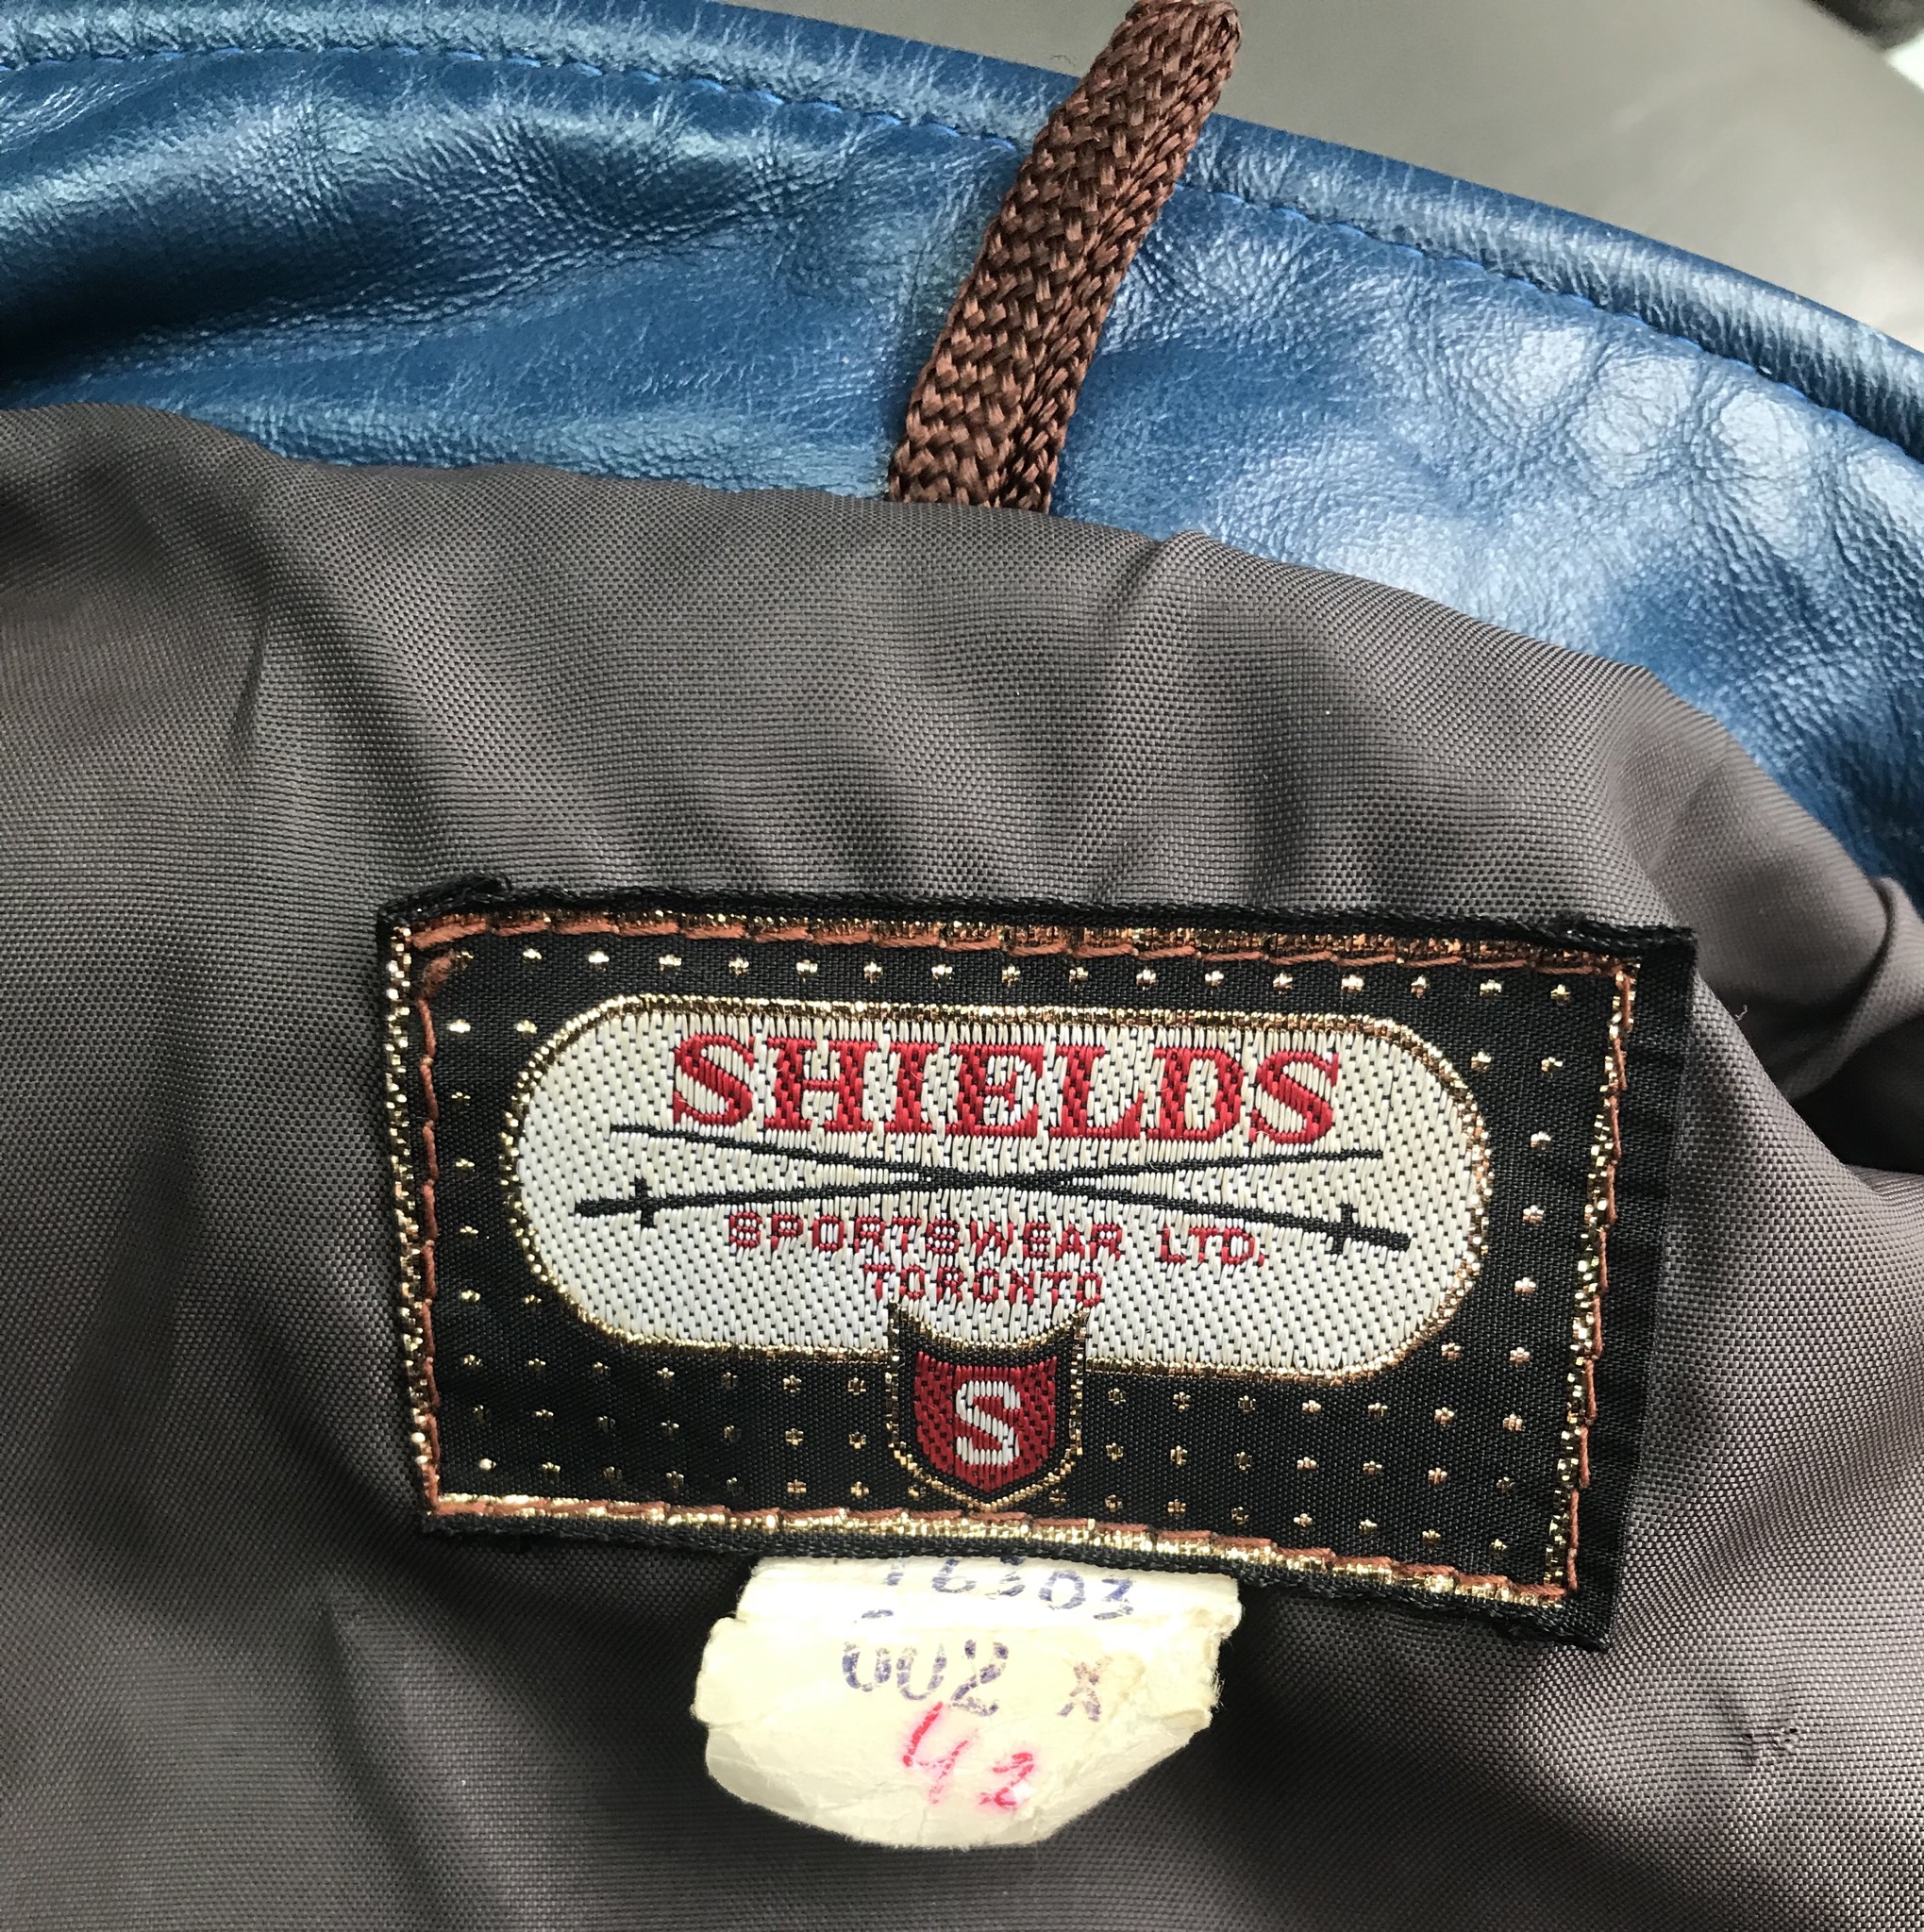 SHIELDS
SPORTSWEAR LTD.
TORONTO
S
002 X
42